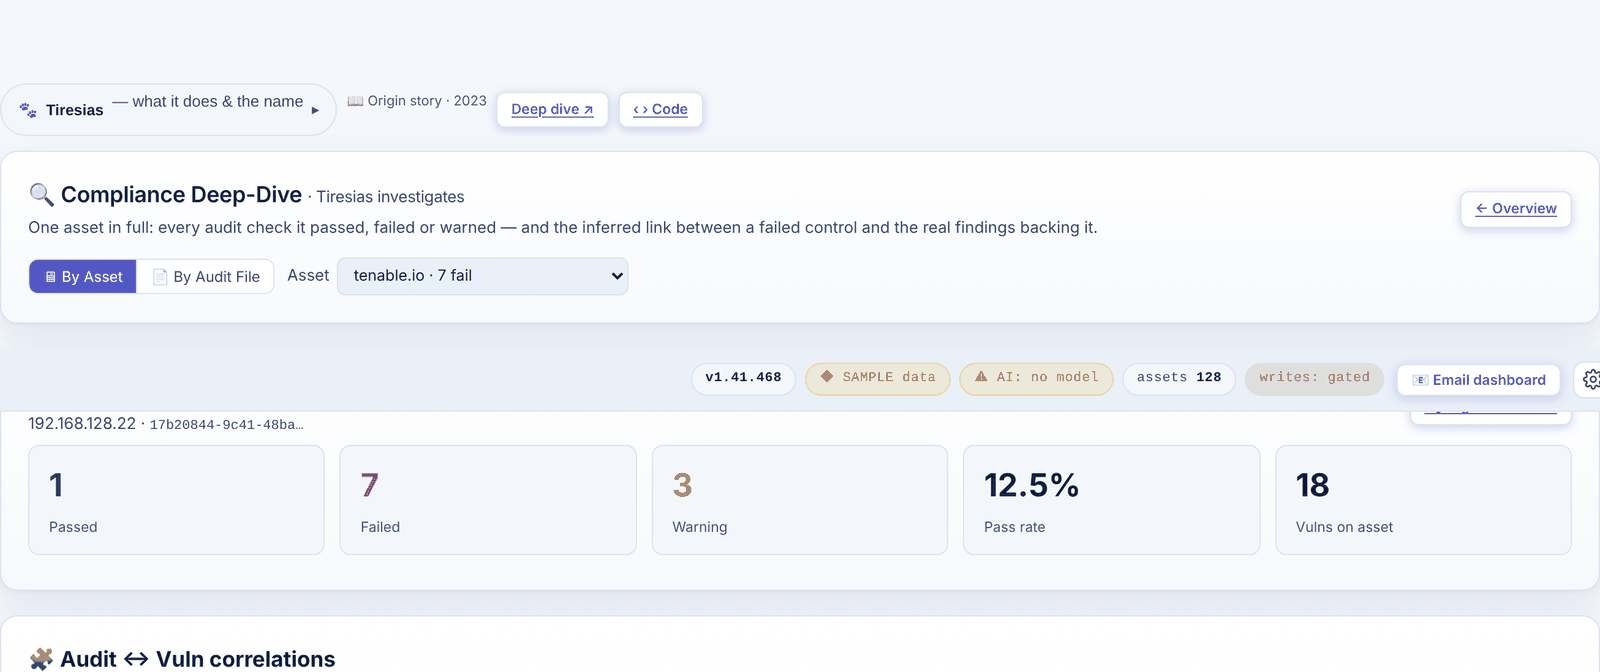 Tiresias — what it does & the name ▸
Origin story · 2023
Deep dive ↗
‹ › Code
Compliance Deep-Dive · Tiresias investigates
One asset in full: every audit check it passed, failed or warned — and the inferred link between a failed control and the real findings backing it.
← Overview
By Asset
By Audit File
Asset
tenable.io · 7 fail
v1.41.468
◆ SAMPLE data
⚠ AI: no model
assets 128
writes: gated
Email dashboard
192.168.128.22 · 17b20844-9c41-48ba…
1
Passed
7
Failed
3
Warning
12.5%
Pass rate
18
Vulns on asset
Audit ↔ Vuln correlations